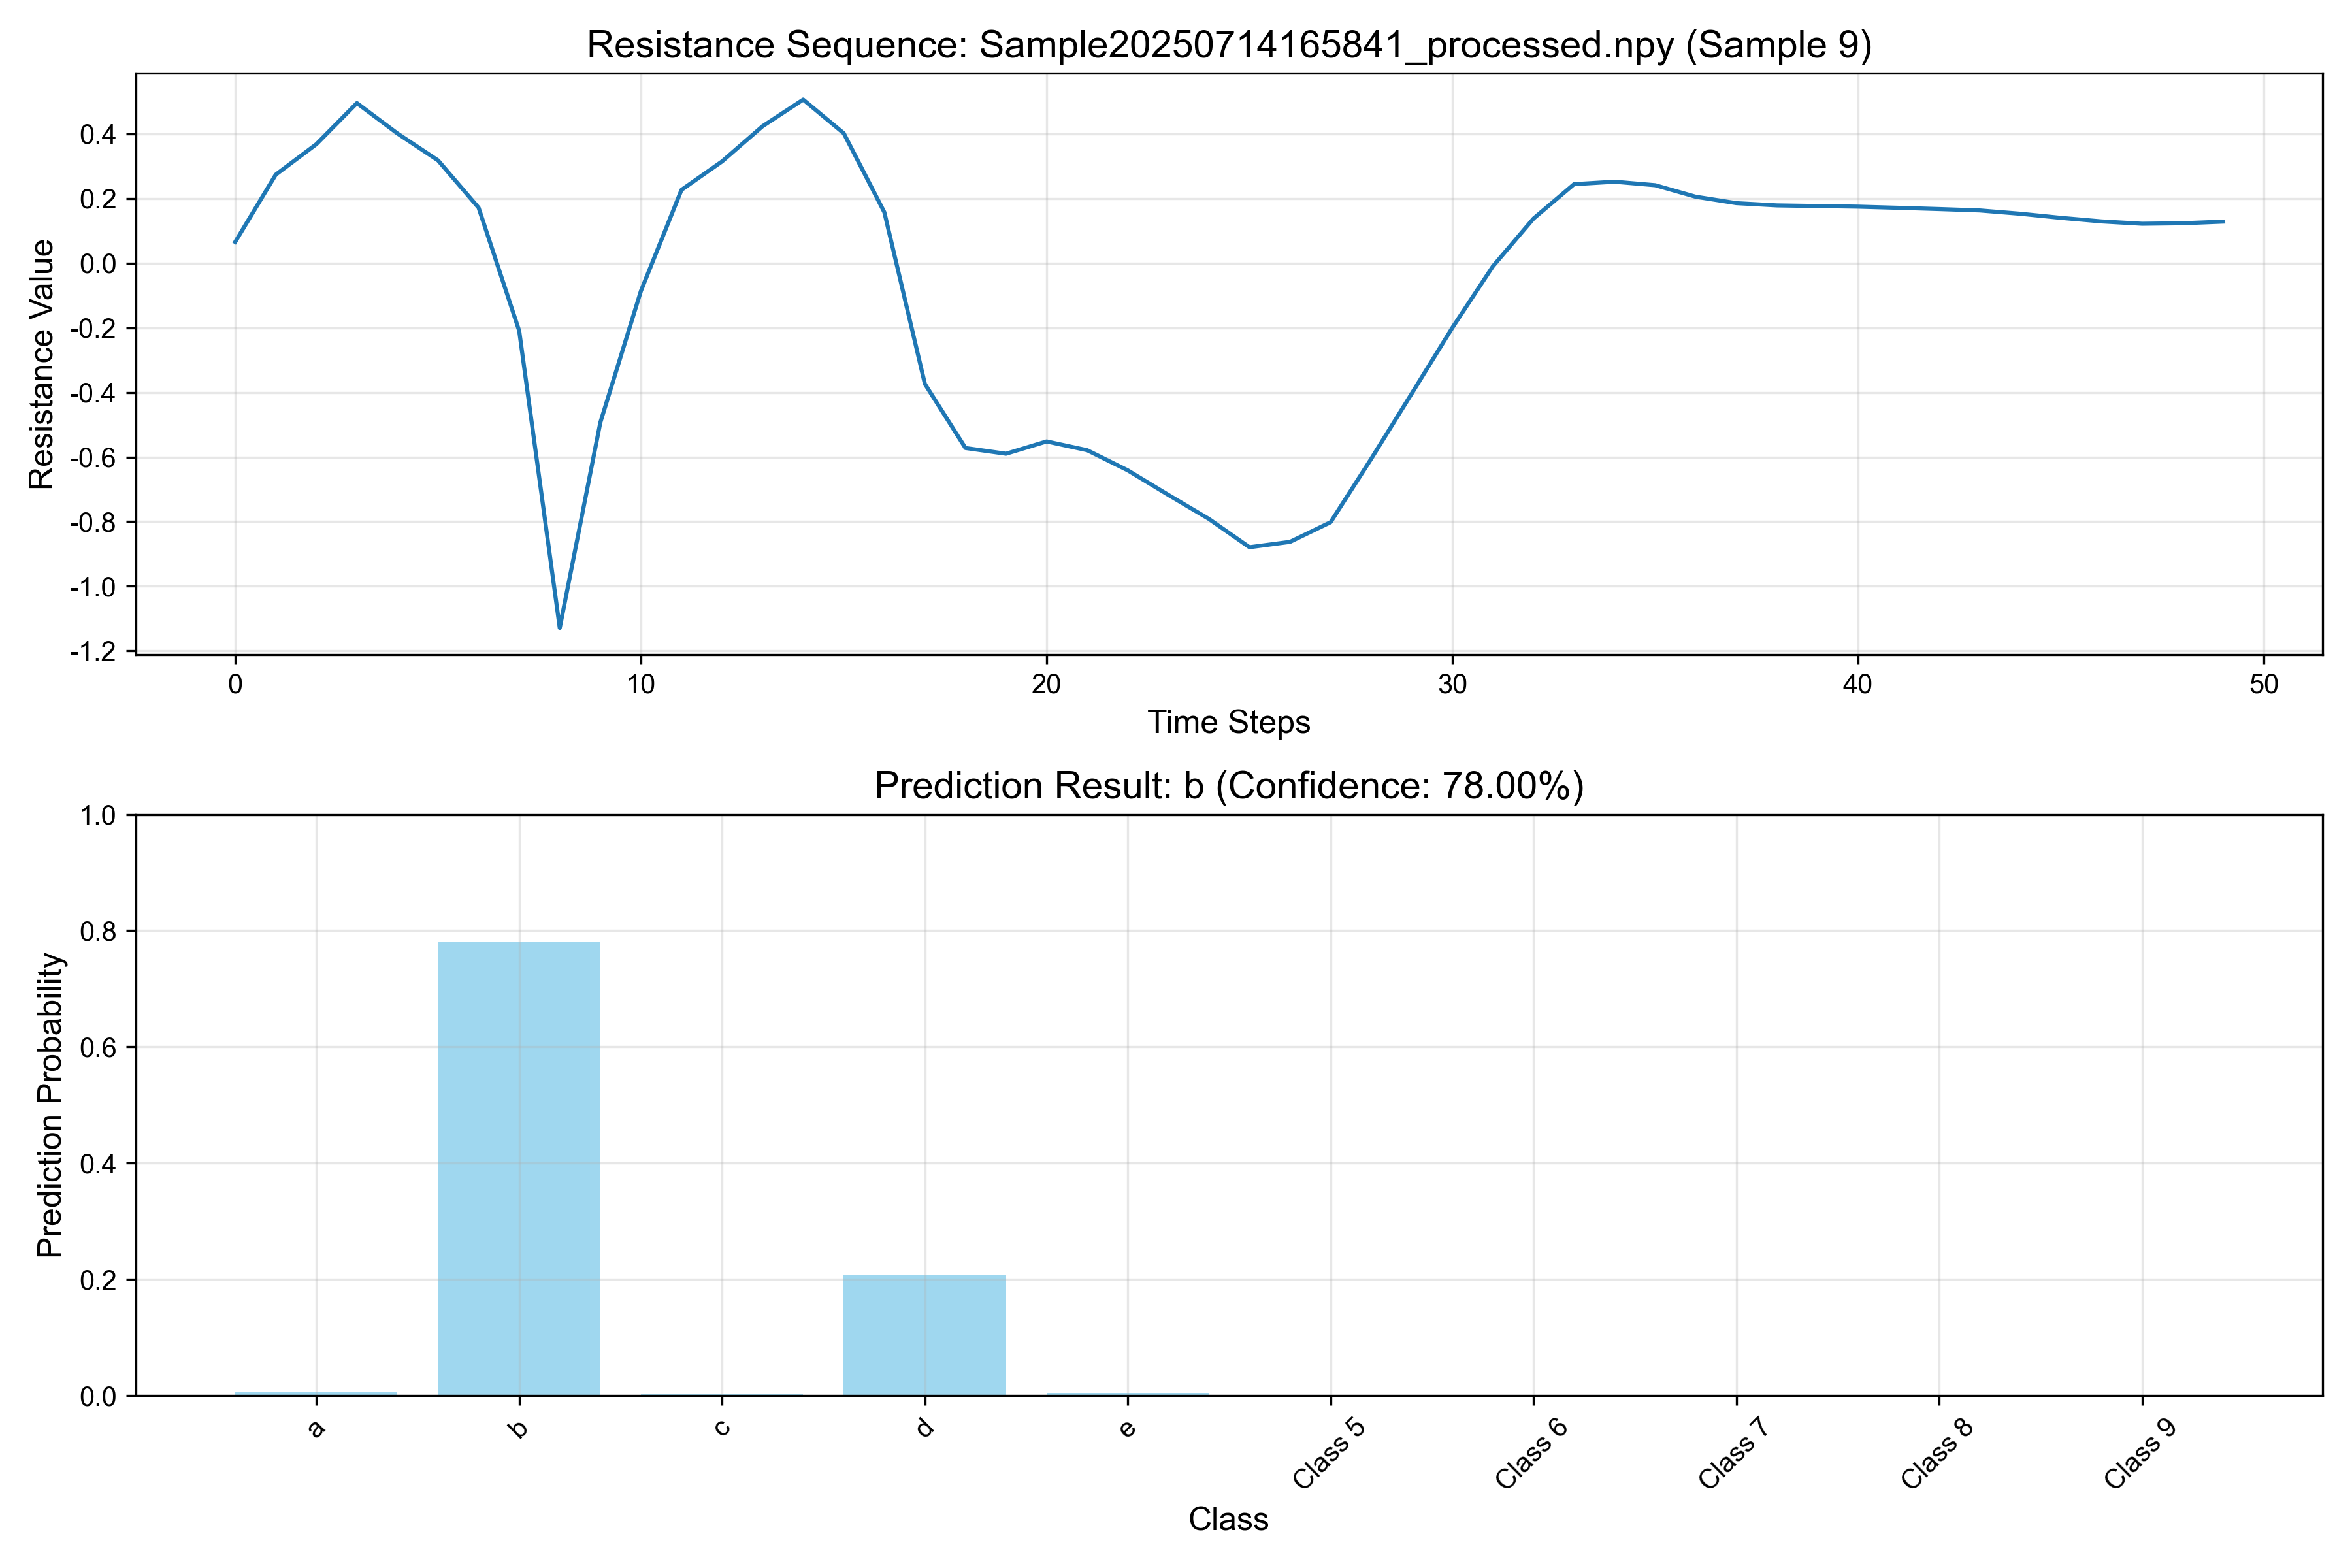 Resistance Sequence: Sample20250714165841_processed.npy (Sample 9)
Resistance Value
0.4
0.2
0.0
-0.2
-0.4
-0.6
-0.8
-1.0
-1.2
0 10 20 30 40 50
Time Steps
Prediction Result: b (Confidence: 78.00%)
Prediction Probability
1.0
0.8
0.6
0.4
0.2
0.0
a b c d e Class 5 Class 6 Class 7 Class 8 Class 9
Class